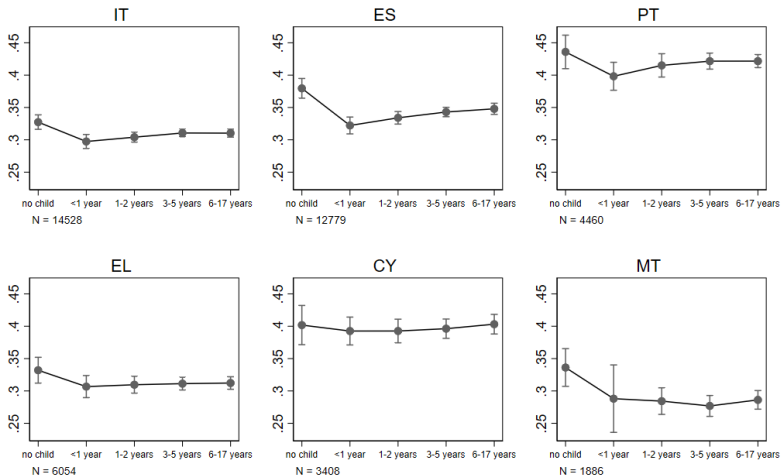 IT
.45
.4
.35
.3
.25
no child <1 year 1-2 years 3-5 years 6-17 years
N = 14528
ES
.45
.4
.35
.3
.25
no child <1 year 1-2 years 3-5 years 6-17 years
N = 12779
PT
.45
.4
.35
.3
.25
no child <1 year 1-2 years 3-5 years 6-17 years
N = 4460
EL
.45
.4
.35
.3
.25
no child <1 year 1-2 years 3-5 years 6-17 years
N = 6054
CY
.45
.4
.35
.3
.25
no child <1 year 1-2 years 3-5 years 6-17 years
N = 3408
MT
.45
.4
.35
.3
.25
no child <1 year 1-2 years 3-5 years 6-17 years
N = 1886